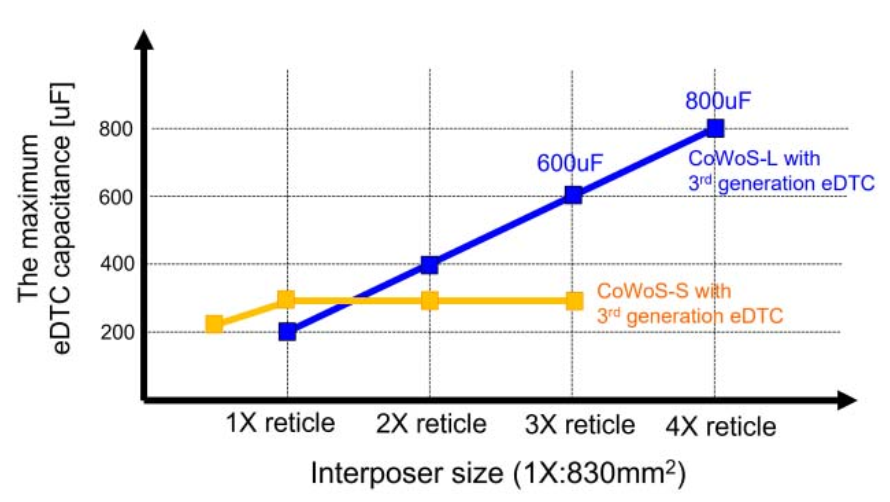 The maximum
eDTC capacitance [uF]
800
600
400
200
800uF
CoWoS-L with
3rd generation eDTC
600uF
CoWoS-S with
3rd generation eDTC
1X reticle
2X reticle
3X reticle
4X reticle
Interposer size (1X:830mm²)